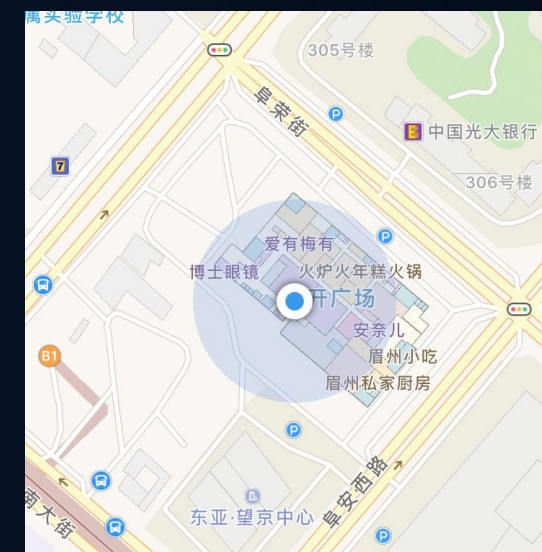 属实验学校
305号楼
阜荣街
中国光大银行
7
306号楼
爱有梅有
博士眼镜
火炉火年糕火锅
开广场
安奈儿
眉州小吃
B1
眉州私家厨房
阜安西路
东亚·望京中心
南大街